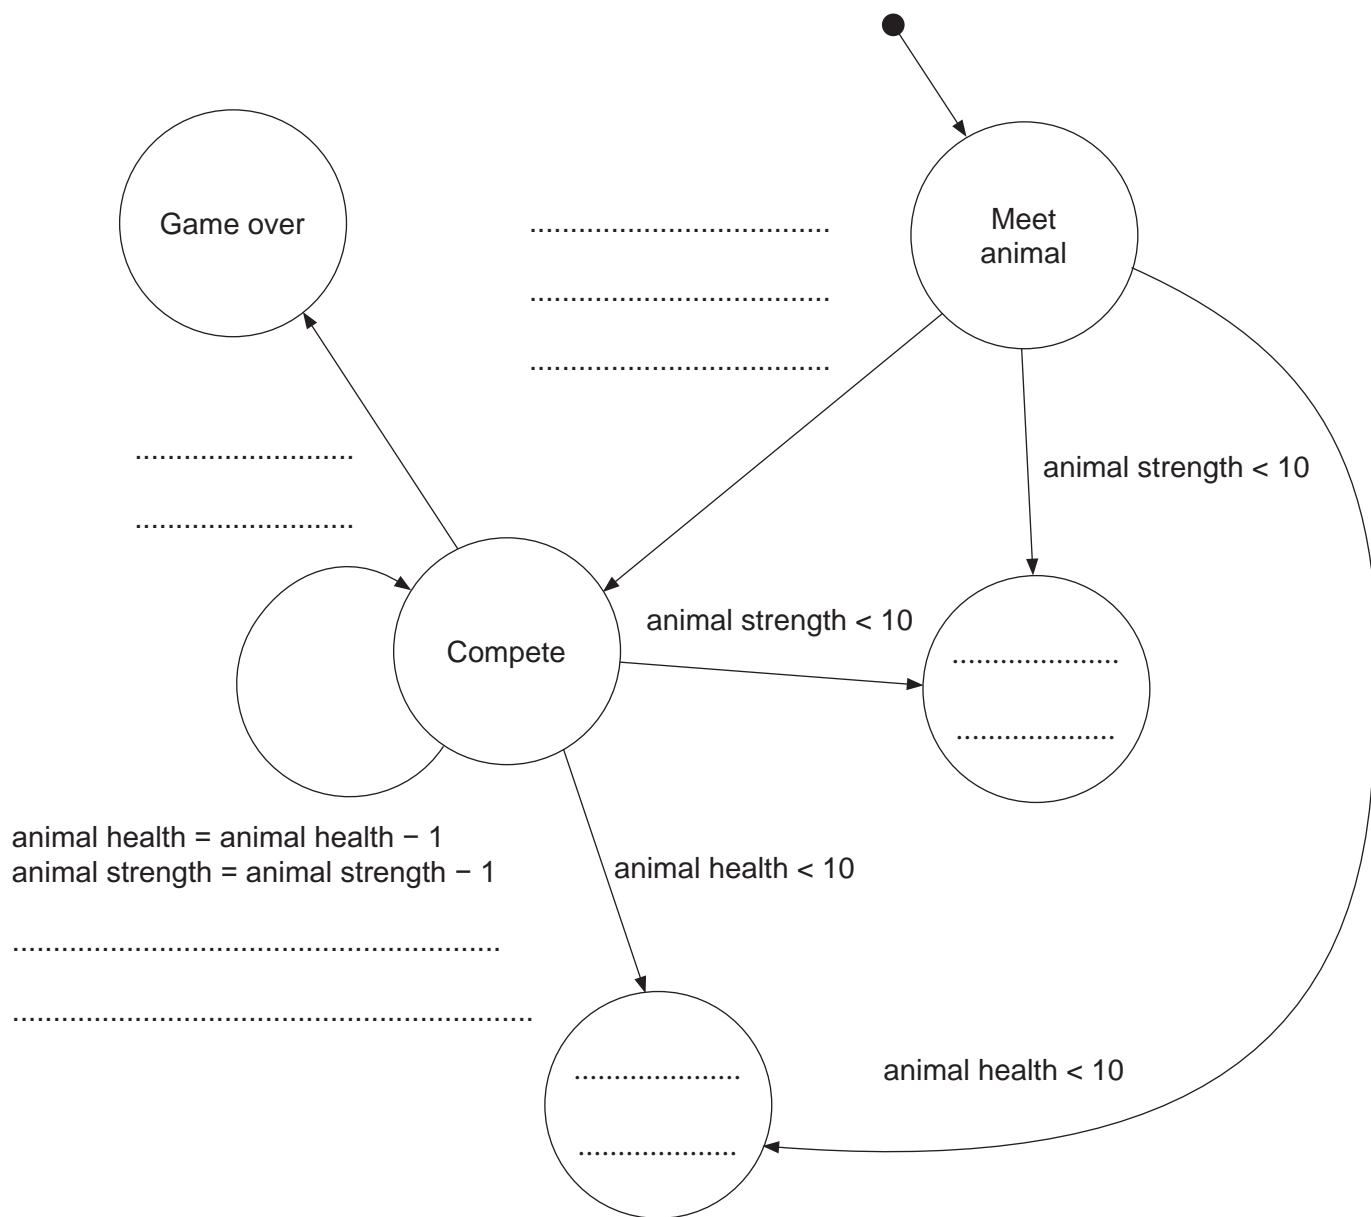 Game over
Meet
animal
animal strength < 10
animal strength < 10
Compete
animal health = animal health − 1
animal strength = animal strength − 1
animal health < 10
animal health < 10